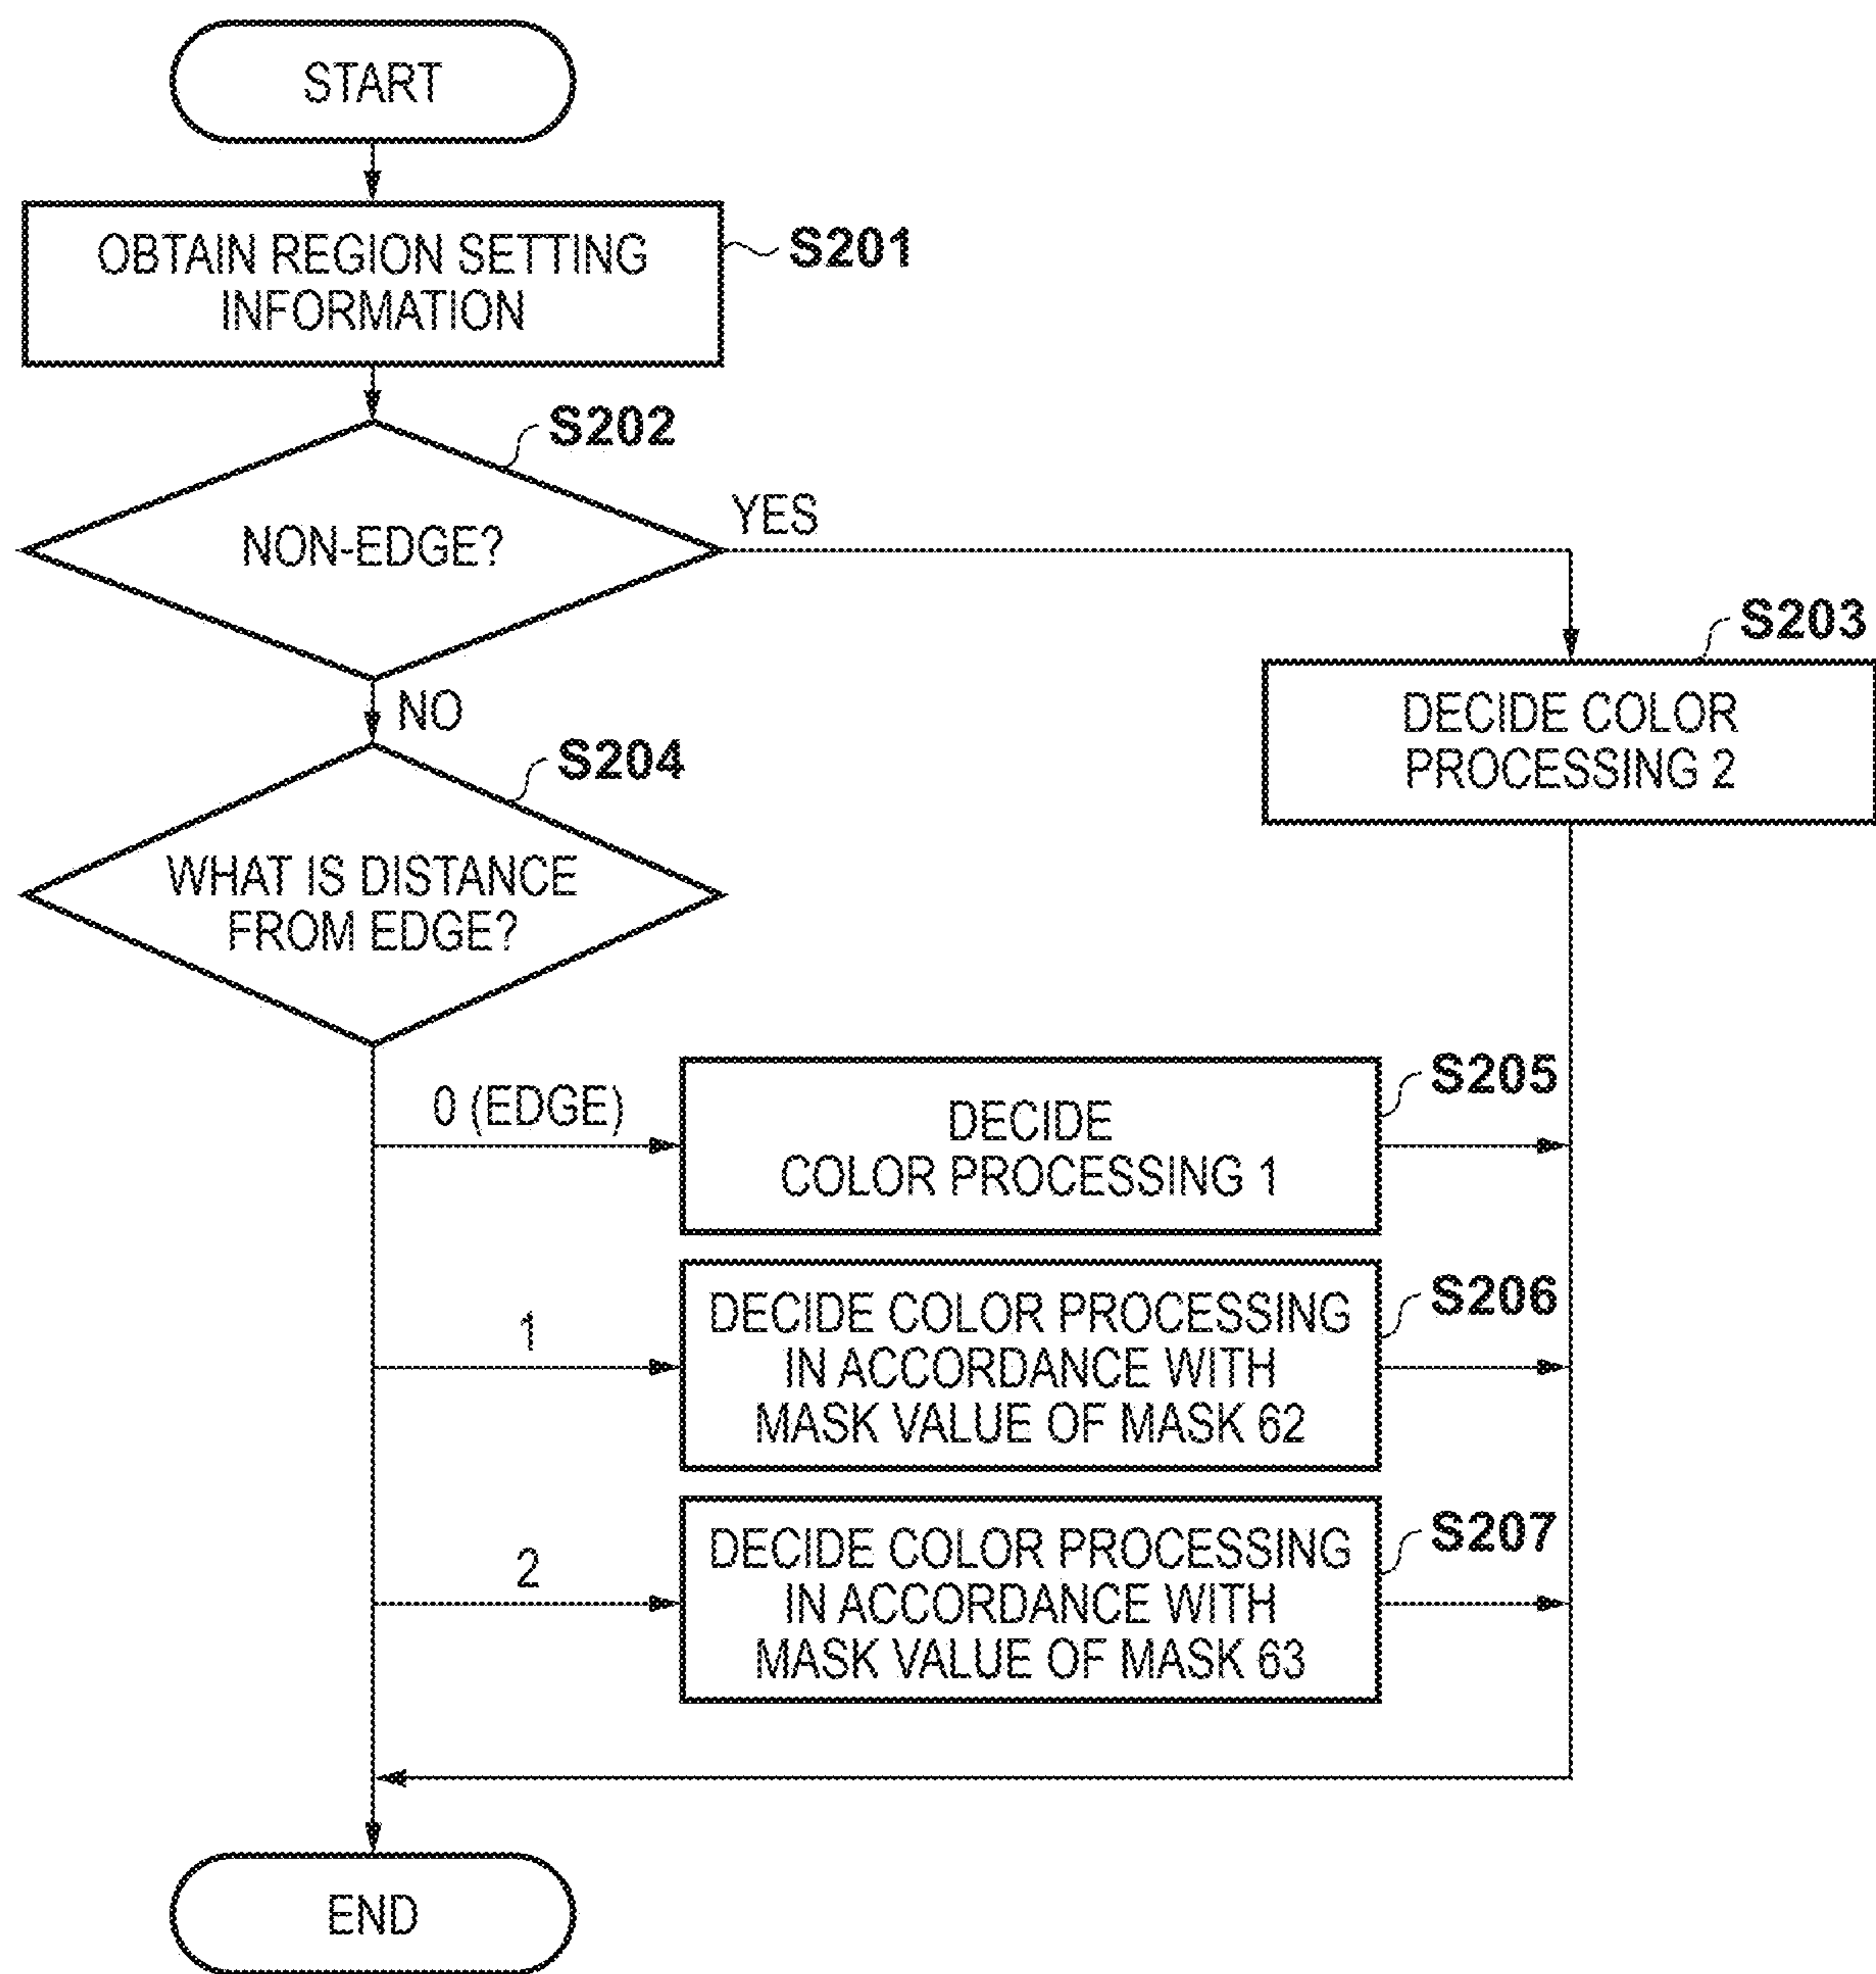 START
OBTAIN REGION SETTING
INFORMATION
S201
S202
NON-EDGE?
YES
S203
DECIDE COLOR
PROCESSING 2
NO
S204
WHAT IS DISTANCE
FROM EDGE?
0 (EDGE)
S205
DECIDE
COLOR PROCESSING 1
1
S206
DECIDE COLOR PROCESSING
IN ACCORDANCE WITH
MASK VALUE OF MASK 62
2
S207
DECIDE COLOR PROCESSING
IN ACCORDANCE WITH
MASK VALUE OF MASK 63
END